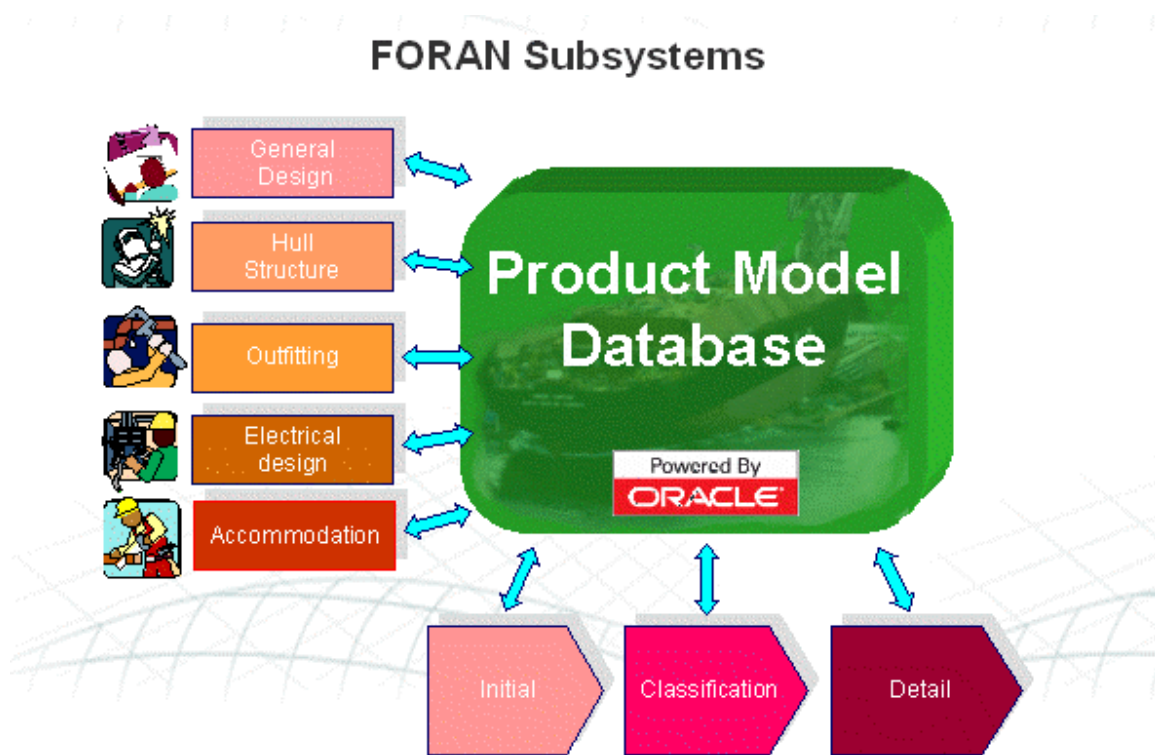 FORAN Subsystems
General
Design
Hull
Structure
Outfitting
Electrical
design
Accommodation
Product Model
Database
Powered By
ORACLE
Initial
Classification
Detail